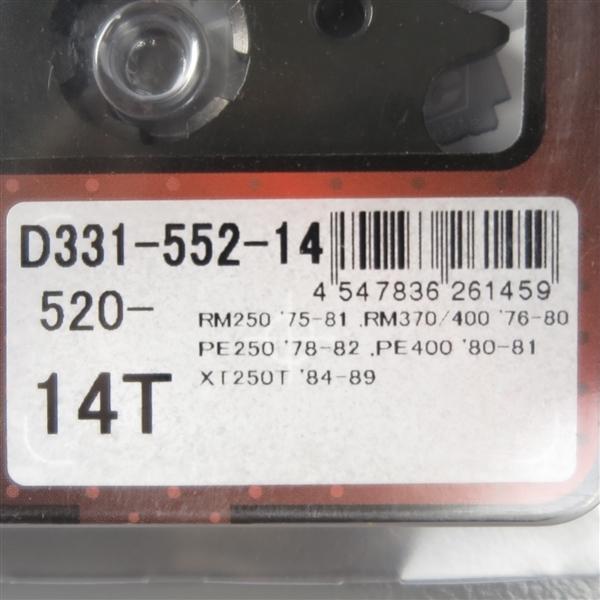 D331-552-14
4 547836 261459
520-
RM250 '75-81 .RM370/400 '76-80
PE250 '78-82 .PE400 '80-81
XT250T '84-89
14T